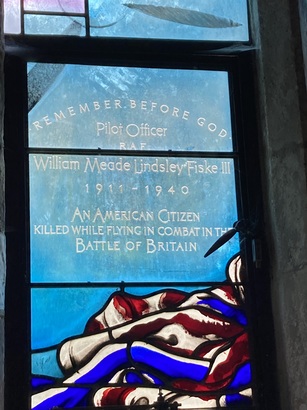 REMEMBER BEFORE GOD
Pilot Officer
R.A.F.
William Meade Lindsley Fiske III
1911 - 1940
AN AMERICAN CITIZEN
KILLED WHILE FLYING IN COMBAT IN THE
BATTLE OF BRITAIN